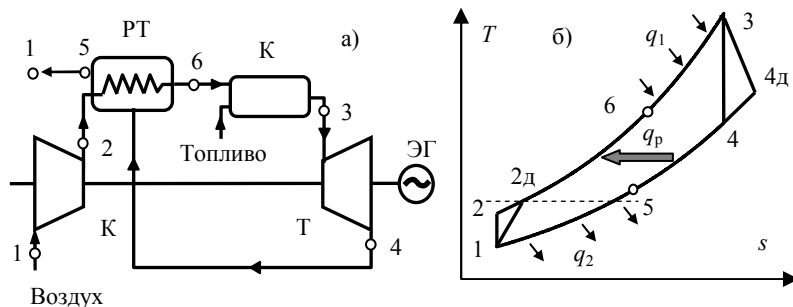 1
5
РТ
6
К
а)
3
2
Топливо
ЭГ
К
Т
4
1
Воздух
T
б)
q₁
3
4д
6
qр
4
2д
2
5
1
q₂
s